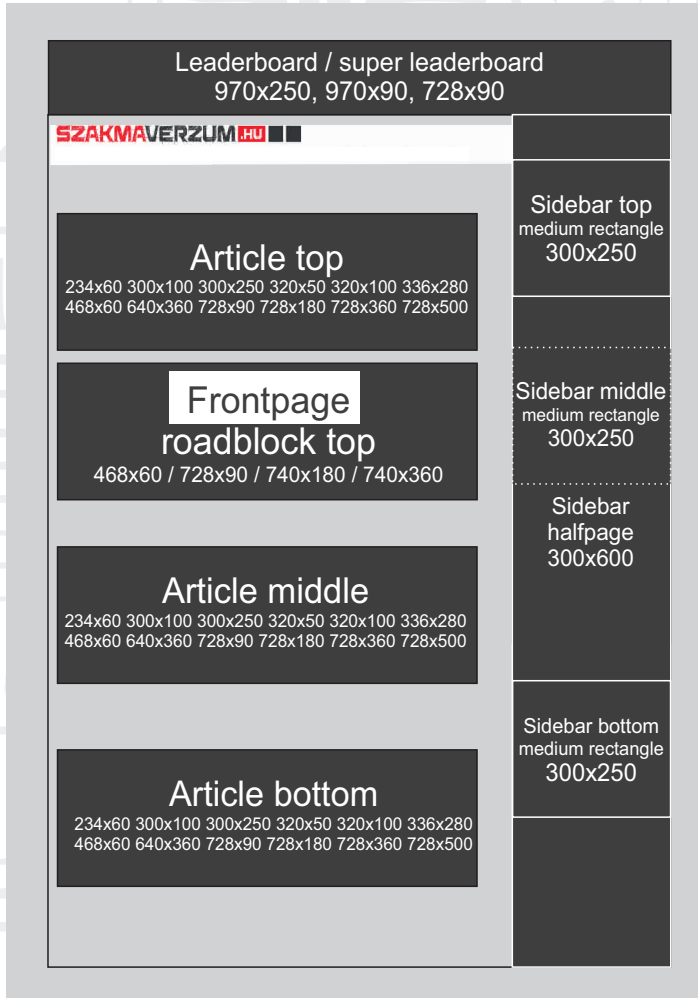 Leaderboard / super leaderboard
970x250, 970x90, 728x90
SZAKMAVERZUM.HU
Article top
234x60 300x100 300x250 320x50 320x100 336x280
468x60 640x360 728x90 728x180 728x360 728x500
Frontpage
roadblock top
468x60 / 728x90 / 740x180 / 740x360
Article middle
234x60 300x100 300x250 320x50 320x100 336x280
468x60 640x360 728x90 728x180 728x360 728x500
Article bottom
234x60 300x100 300x250 320x50 320x100 336x280
468x60 640x360 728x90 728x180 728x360 728x500
Sidebar top
medium rectangle
300x250
Sidebar middle
medium rectangle
300x250
Sidebar
halfpage
300x600
Sidebar bottom
medium rectangle
300x250